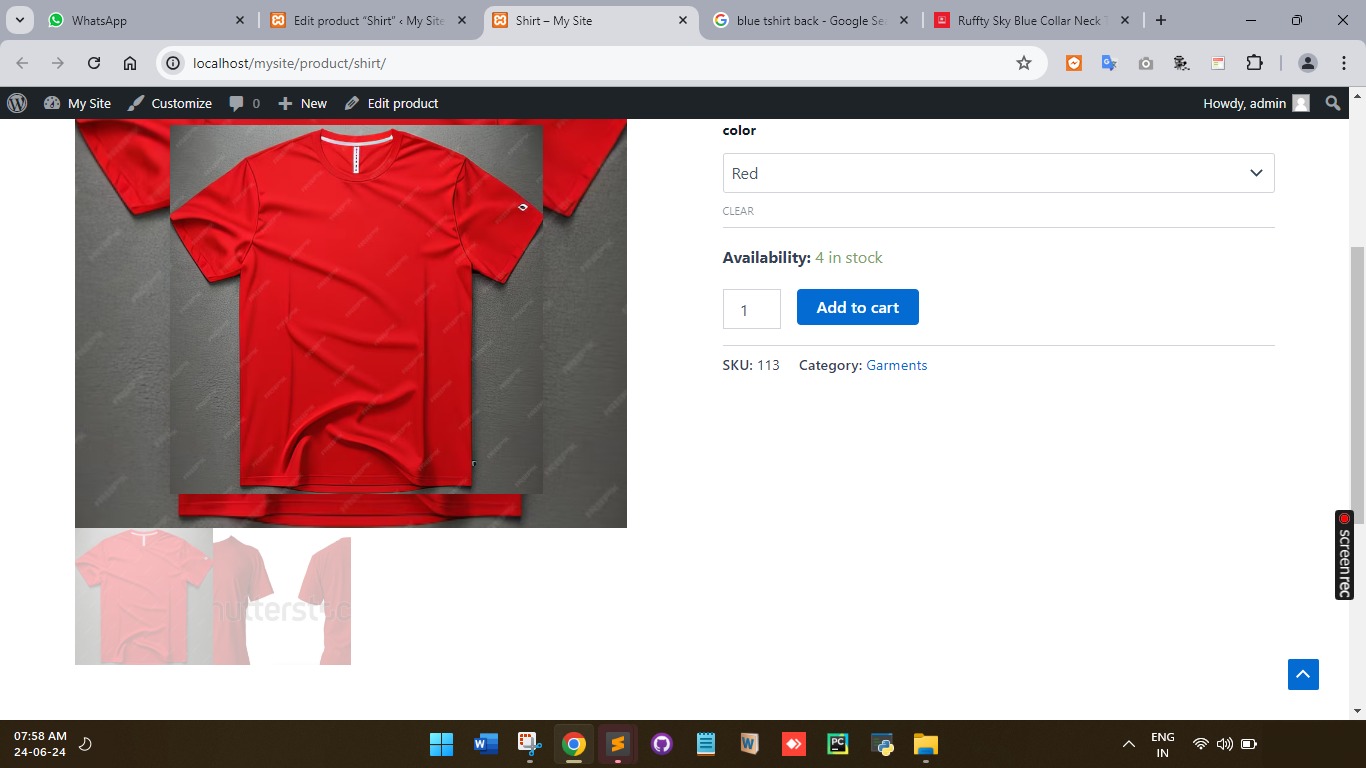 WhatsApp
Edit product “Shirt” ‹ My Site
Shirt – My Site
blue tshirt back - Google Se
Ruffty Sky Blue Collar Neck T
localhost/mysite/product/shirt/
My Site
Customize
0
New
Edit product
Howdy, admin
color
Red
CLEAR
Availability: 4 in stock
1
Add to cart
SKU: 113
Category: Garments
screenrec
07:58 AM
24-06-24
ENG
IN